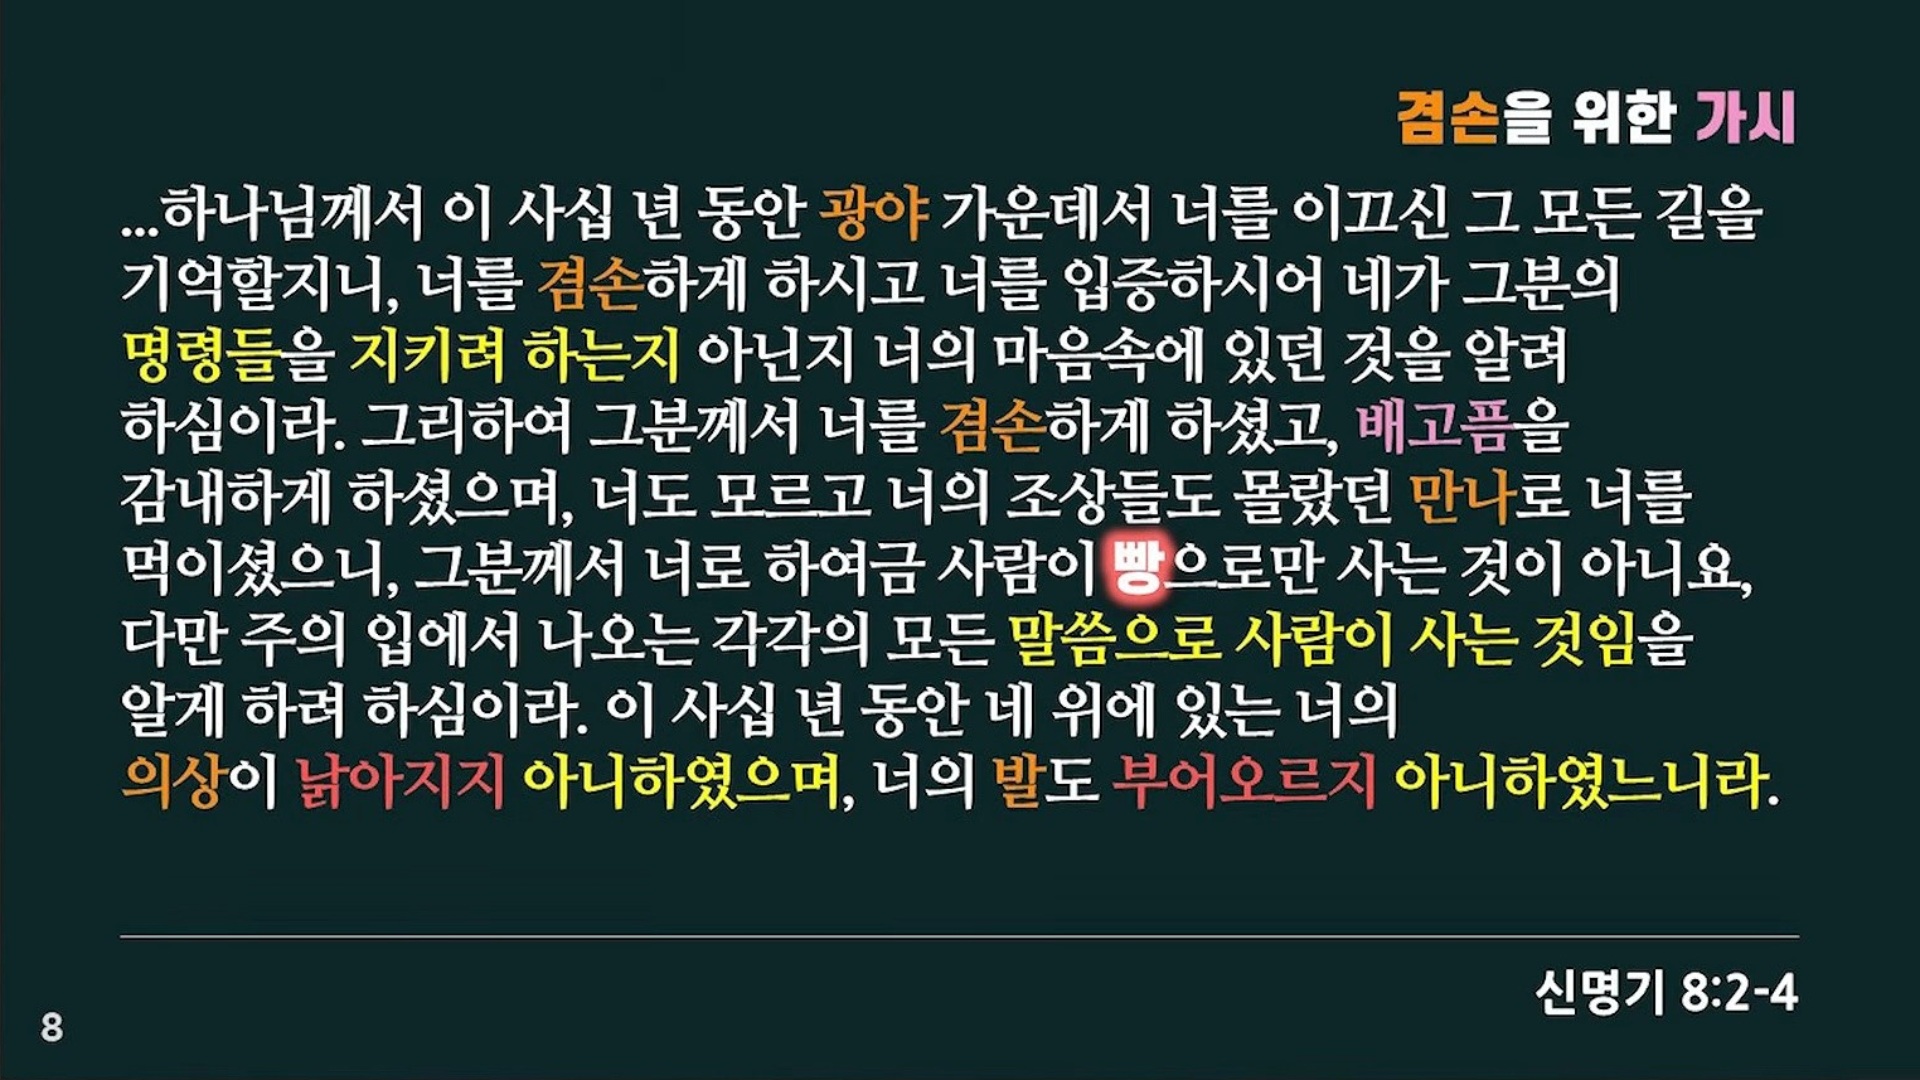 겸손을 위한 가시
...하나님께서 이 사십 년 동안 광야 가운데서 너를 이끄신 그 모든 길을
기억할지니, 너를 겸손하게 하시고 너를 입증하시어 네가 그분의
명령들을 지키려 하는지 아닌지 너의 마음속에 있던 것을 알려
하심이라. 그리하여 그분께서 너를 겸손하게 하셨고, 배고픔을
감내하게 하셨으며, 너도 모르고 너의 조상들도 몰랐던 만나로 너를
먹이셨으니, 그분께서 너로 하여금 사람이 빵으로만 사는 것이 아니요,
다만 주의 입에서 나오는 각각의 모든 말씀으로 사람이 사는 것임을
알게 하려 하심이라. 이 사십 년 동안 네 위에 있는 너의
의상이 낡아지지 아니하였으며, 너의 발도 부어오르지 아니하였느니라.
신명기 8:2-4
8